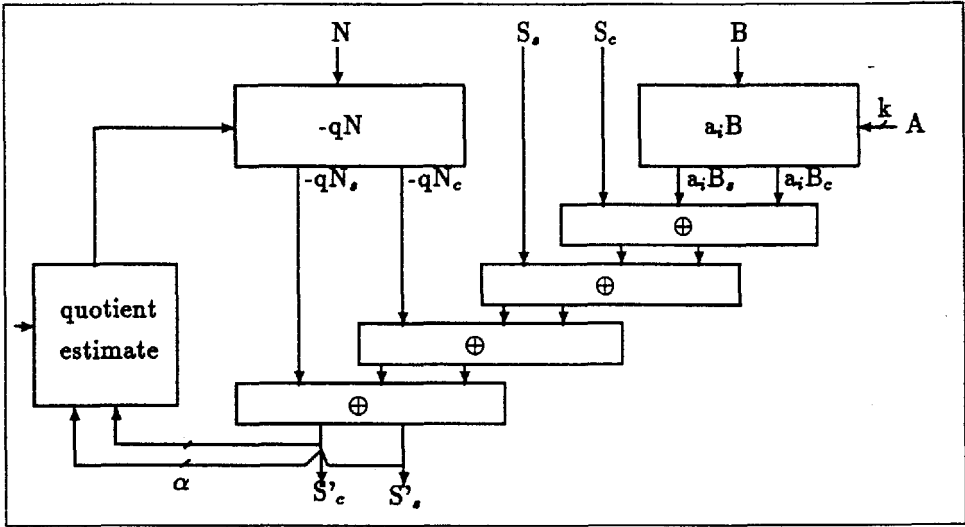 N S_s S_c B
-qN a_iB k A
-qN_s -qN_c a_iB_s a_iB_c
⊕
⊕
quotient
estimate
⊕
⊕
α
S'_c S'_s